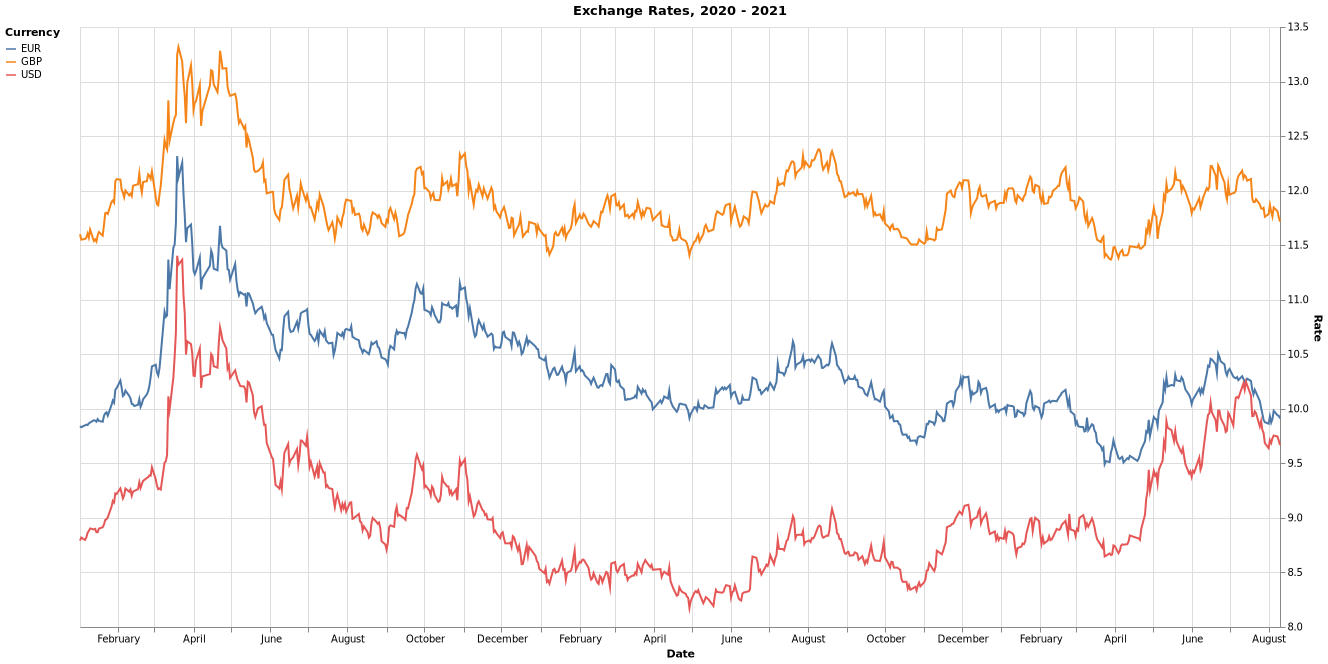 Exchange Rates, 2020 - 2021
Currency
EUR
GBP
USD
13.5
13.0
12.5
12.0
11.5
11.0
10.5
10.0
9.5
9.0
8.5
8.0
Rate
February April June August October December February April June August October December February April June August
Date